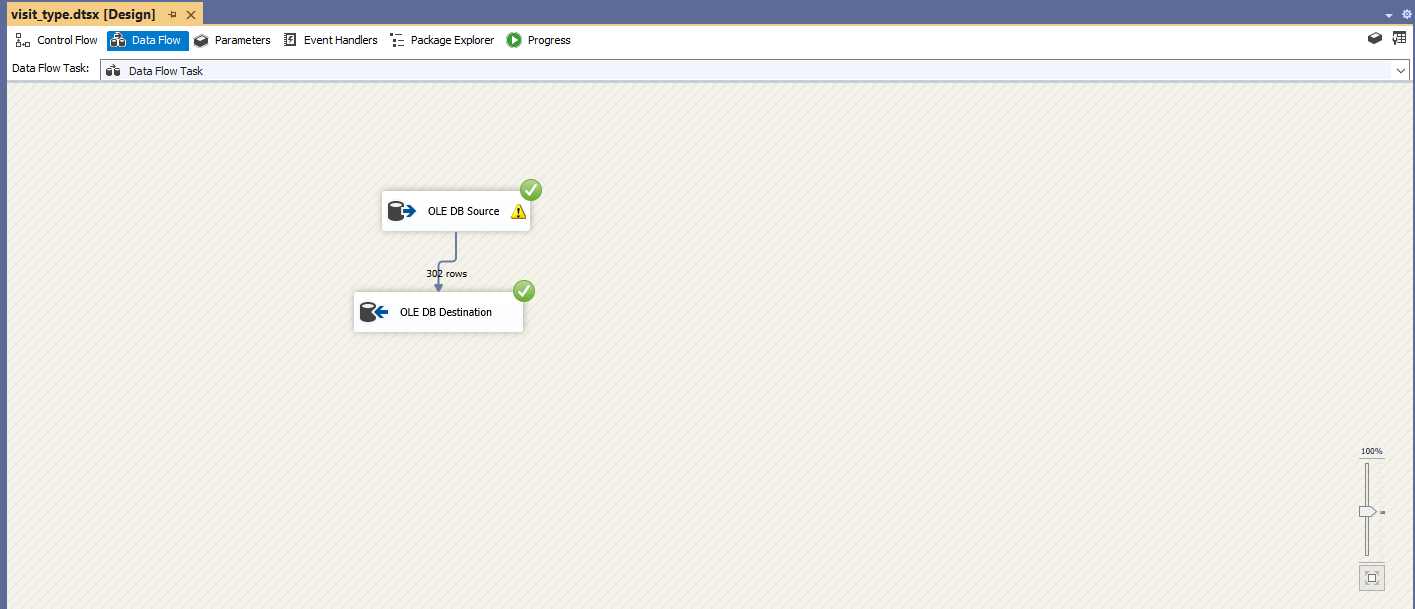 visit_type.dtsx [Design]
Control Flow Data Flow Parameters Event Handlers Package Explorer Progress
Data Flow Task: Data Flow Task
OLE DB Source
302 rows
OLE DB Destination
100%